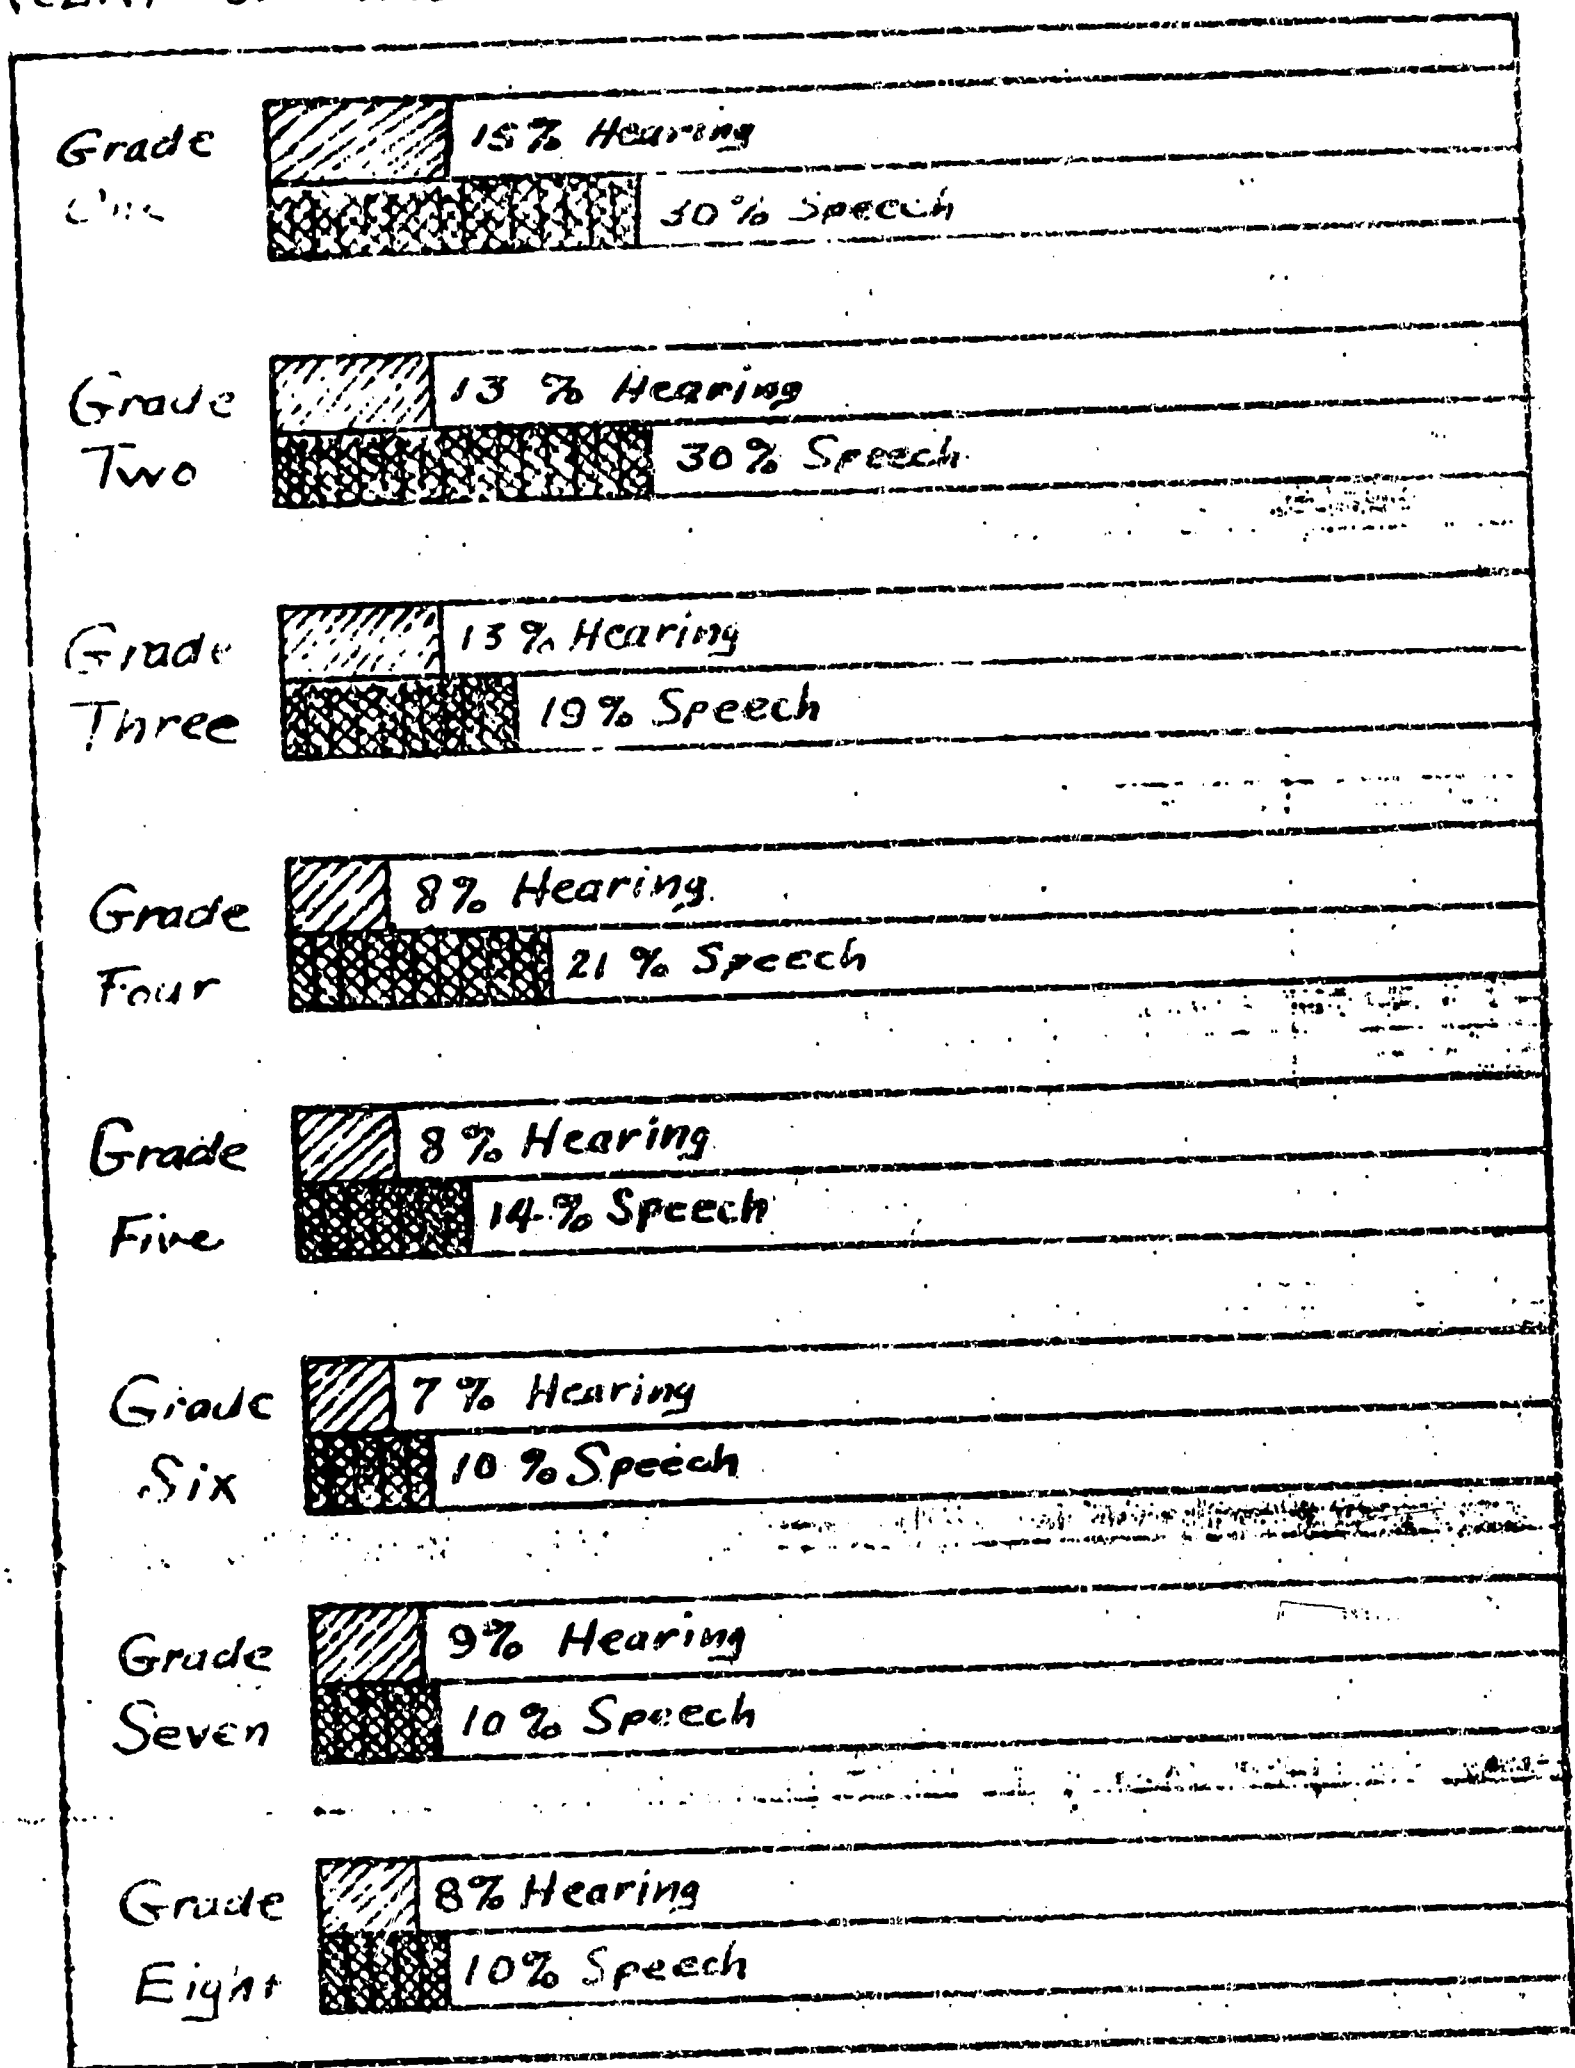 Grade
One
15% Hearing
30% Speech
Grade
Two
13 % Hearing
30% Speech
Grade
Three
13% Hearing
19% Speech
Grade
Four
8% Hearing
21% Speech
Grade
Five
8% Hearing
14% Speech
Grade
Six
7% Hearing
10% Speech
Grade
Seven
9% Hearing
10% Speech
Grade
Eight
8% Hearing
10% Speech